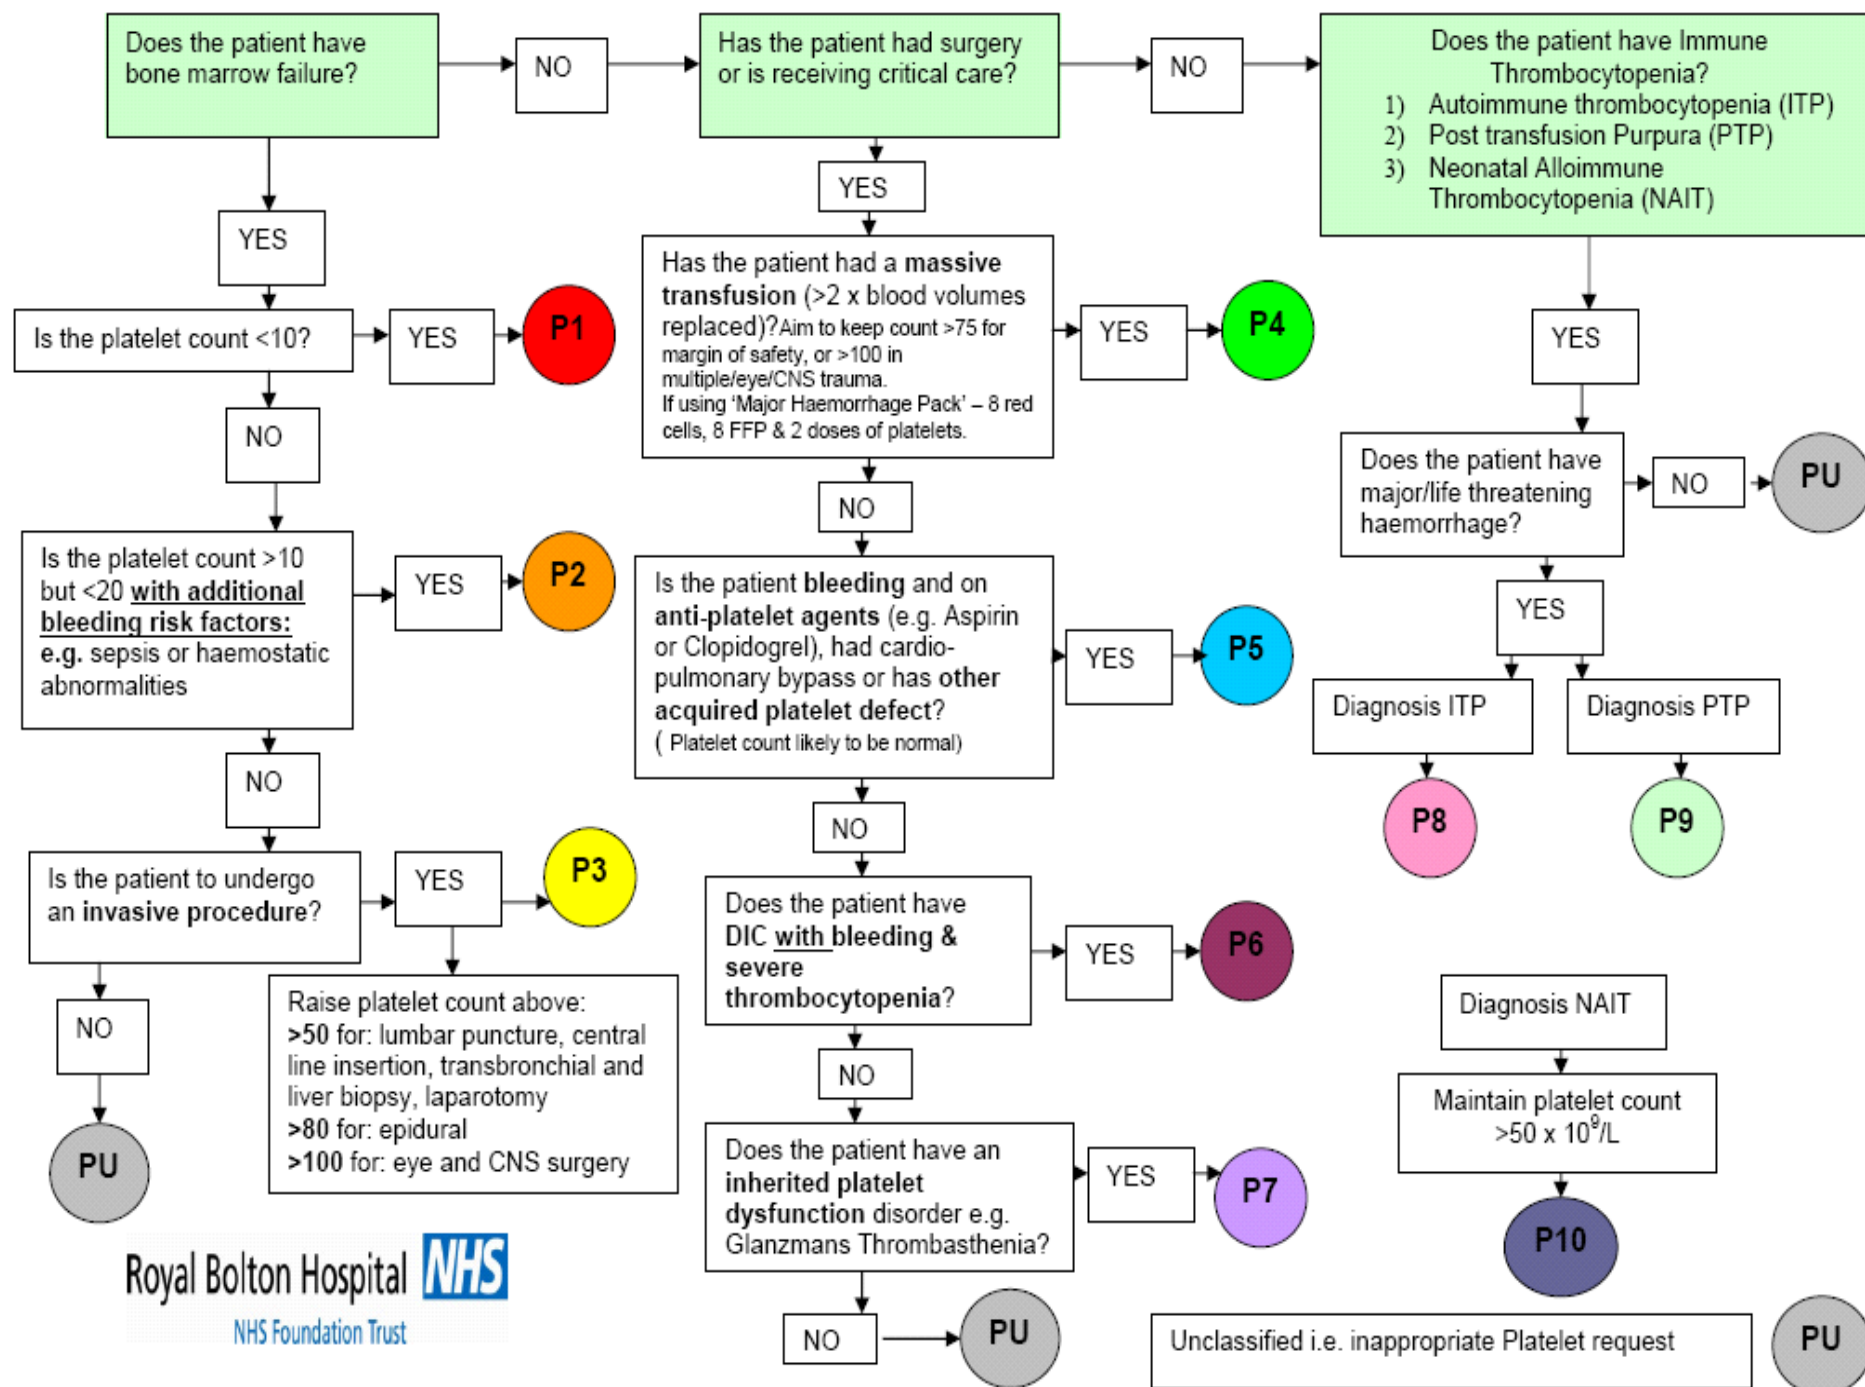 Does the patient have
bone marrow failure?
NO
Has the patient had surgery
or is receiving critical care?
NO
Does the patient have Immune
Thrombocytopenia?
1) Autoimmune thrombocytopenia (ITP)
2) Post transfusion Purpura (PTP)
3) Neonatal Alloimmune
Thrombocytopenia (NAIT)
YES
Is the platelet count <10?
YES
P1
NO
Is the platelet count >10
but <20 with additional
bleeding risk factors:
e.g. sepsis or haemostatic
abnormalities
YES
P2
NO
Is the patient to undergo
an invasive procedure?
YES
P3
Raise platelet count above:
>50 for: lumbar puncture, central
line insertion, transbronchial and
liver biopsy, laparotomy
>80 for: epidural
>100 for: eye and CNS surgery
NO
PU
YES
Has the patient had a massive
transfusion (>2 x blood volumes
replaced)?Aim to keep count >75 for
margin of safety, or >100 in
multiple/eye/CNS trauma.
If using ‘Major Haemorrhage Pack’ – 8 red
cells, 8 FFP & 2 doses of platelets.
YES
P4
NO
Is the patient bleeding and on
anti-platelet agents (e.g. Aspirin
or Clopidogrel), had cardio-
pulmonary bypass or has other
acquired platelet defect?
( Platelet count likely to be normal)
YES
P5
NO
Does the patient have
DIC with bleeding &
severe
thrombocytopenia?
YES
P6
NO
Does the patient have an
inherited platelet
dysfunction disorder e.g.
Glanzmans Thrombasthenia?
YES
P7
NO
PU
YES
Does the patient have
major/life threatening
haemorrhage?
NO
PU
YES
Diagnosis ITP
Diagnosis PTP
P8
P9
Diagnosis NAIT
Maintain platelet count
>50 x 10⁹/L
P10
Unclassified i.e. inappropriate Platelet request
PU
Royal Bolton Hospital NHS
NHS Foundation Trust